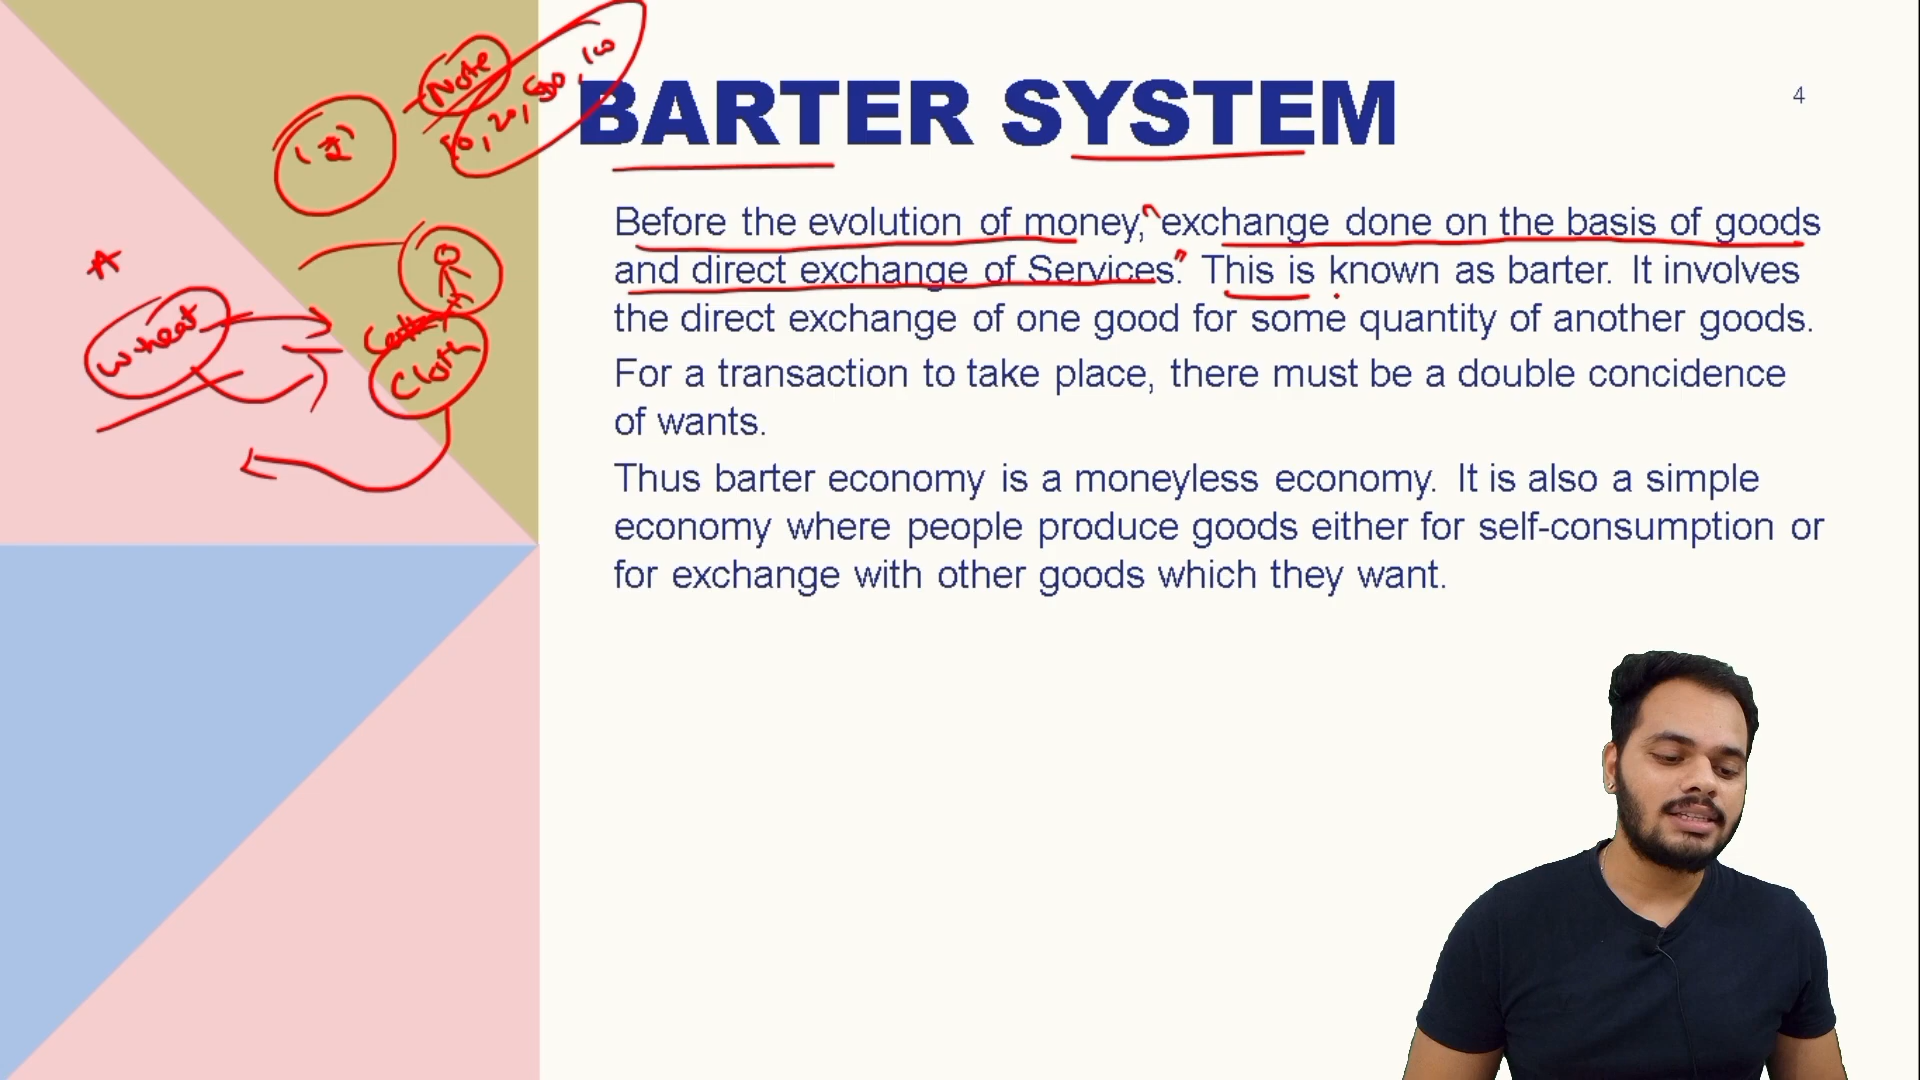 BARTER SYSTEM
4
Note
50, 20, 500, 100
Before the evolution of money, "exchange done on the basis of goods
and direct exchange of Services". This is known as barter. It involves
the direct exchange of one good for some quantity of another goods.
For a transaction to take place, there must be a double concidence
of wants.
Thus barter economy is a moneyless economy. It is also a simple
economy where people produce goods either for self-consumption or
for exchange with other goods which they want.
A
wheat
Cloth